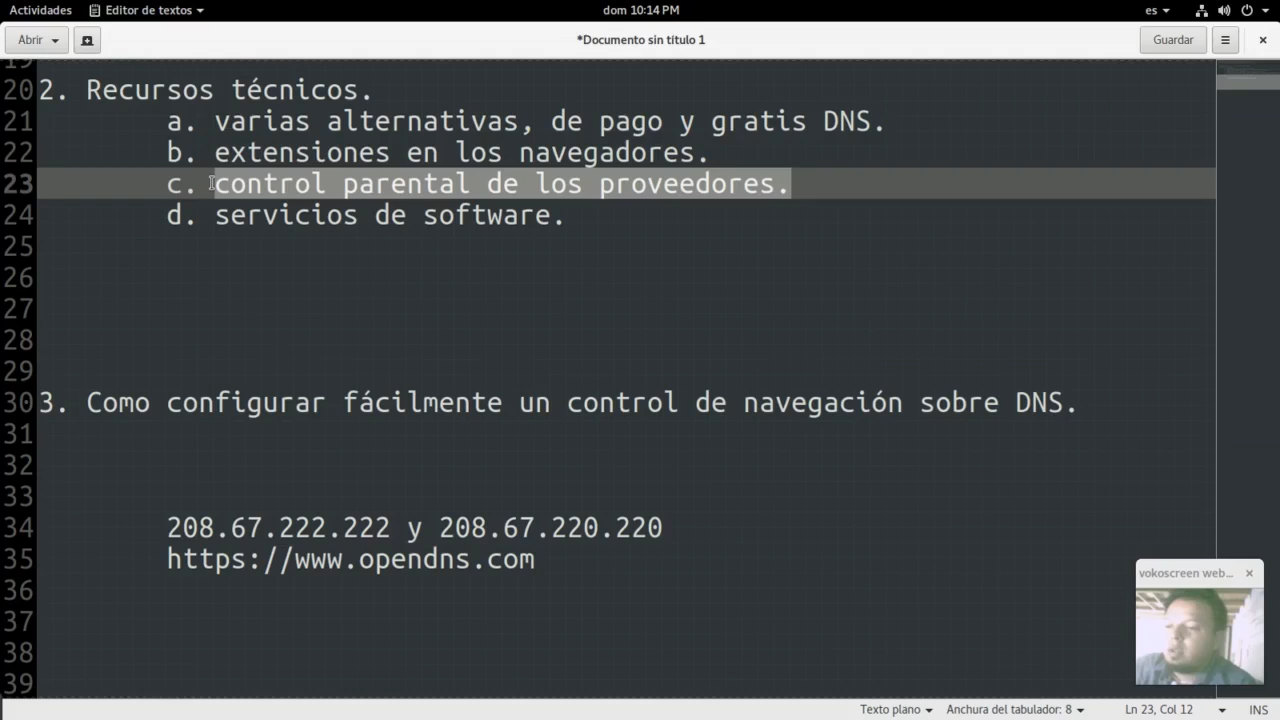 Actividades Editor de textos dom 10:14 PM es
Abrir *Documento sin título 1 Guardar
19
20 2. Recursos técnicos.
21 a. varias alternativas, de pago y gratis DNS.
22 b. extensiones en los navegadores.
23 c. control parental de los proveedores.
24 d. servicios de software.
25
26
27
28
29
30 3. Como configurar fácilmente un control de navegación sobre DNS.
31
32
33
34 208.67.222.222 y 208.67.220.220
35 https://www.opendns.com
36
37
38
39
vokoscreen web...
Texto plano Anchura del tabulador: 8 Ln 23, Col 12 INS